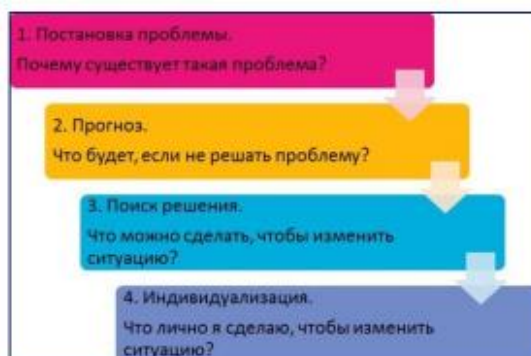 1. Постановка проблемы.
Почему существует такая проблема?
2. Прогноз.
Что будет, если не решать проблему?
3. Поиск решения.
Что можно сделать, чтобы изменить
ситуацию?
4. Индивидуализация.
Что лично я сделаю, чтобы изменить
ситуацию?